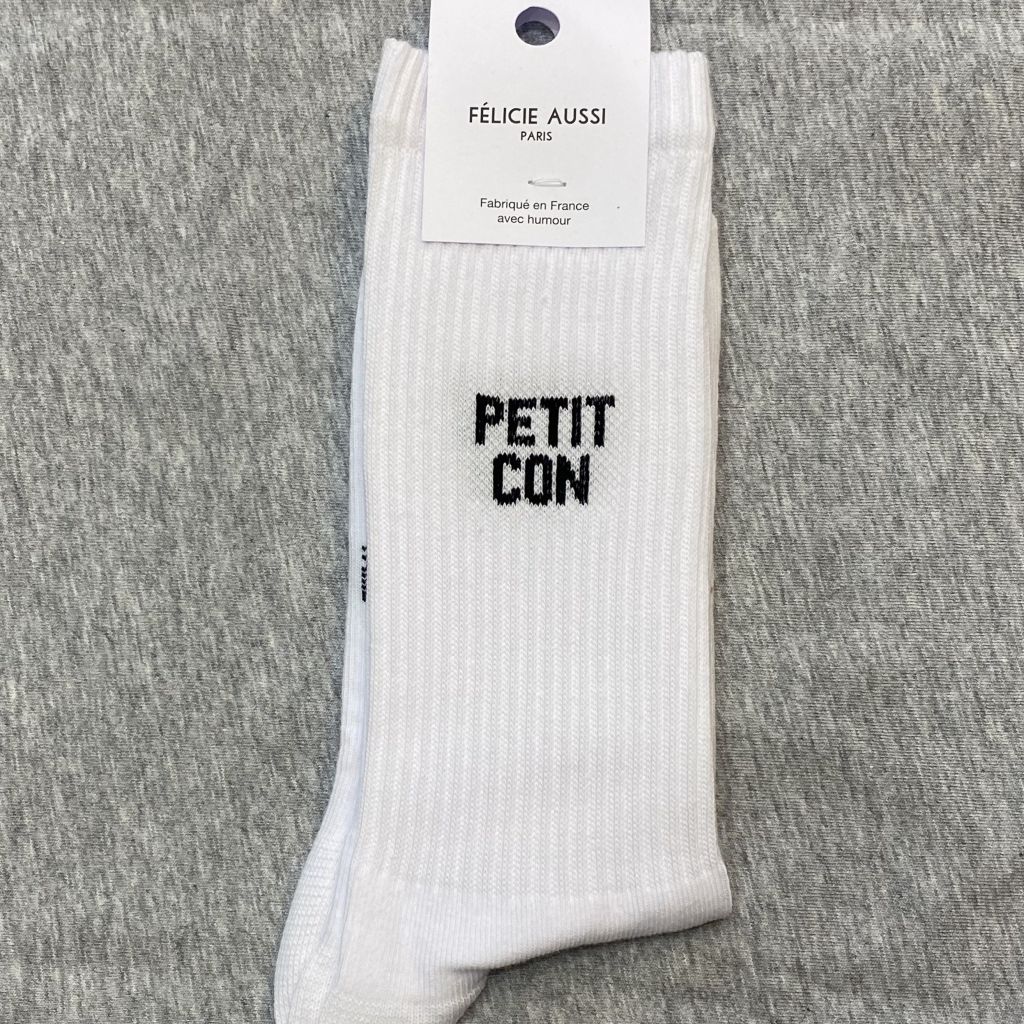 FÉLICIE AUSSI
PARIS
Fabriqué en France
avec humour
PETIT
CON